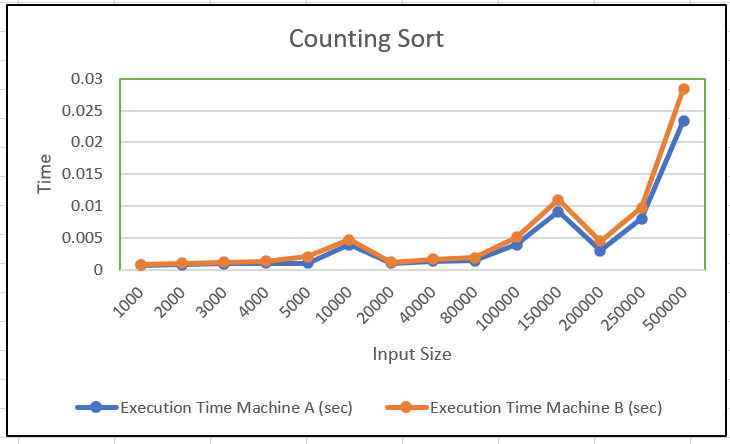 Counting Sort
0.03
0.025
0.02
0.015
0.01
0.005
0
Time
1000 2000 3000 4000 5000 10000 20000 40000 80000 100000 150000 200000 250000 500000
Input Size
Execution Time Machine A (sec) Execution Time Machine B (sec)